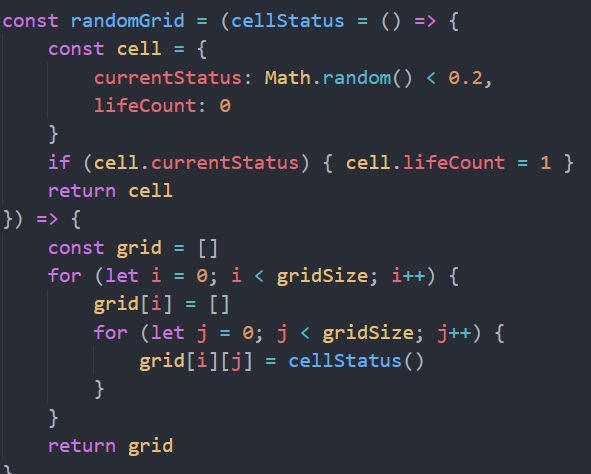 const randomGrid = (cellStatus = () => {
    const cell = {
        currentStatus: Math.random() < 0.2,
        lifeCount: 0
    }
    if (cell.currentStatus) { cell.lifeCount = 1 }
    return cell
}) => {
    const grid = []
    for (let i = 0; i < gridSize; i++) {
        grid[i] = []
        for (let j = 0; j < gridSize; j++) {
            grid[i][j] = cellStatus()
        }
    }
    return grid
}